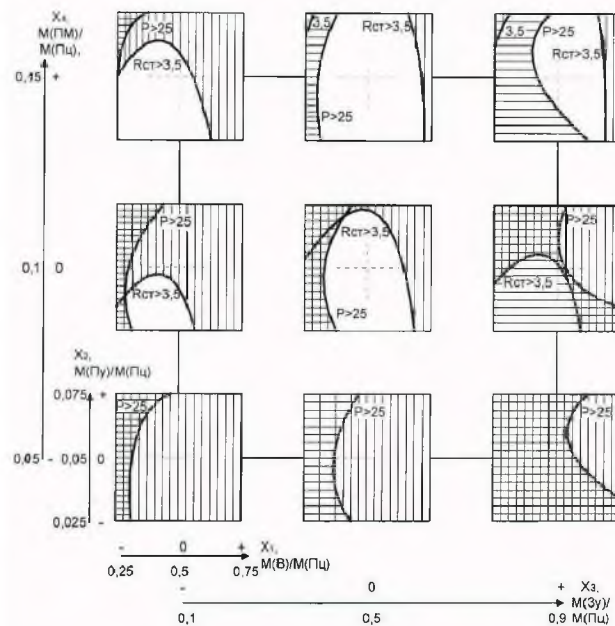 X₄,
М(ПМ)/
М(Пц),
0,15 +
P>25
Rст>3,5
3,5
Rст>3,5
P>25
3,5
P>25
Rст>3,5
0,1 0
P>25
Rст>3,5
Rст>3,5
P>25
P>25
Rст>3,5
X₂,
М(Пу)/М(Пц)
0,075 +
0,05 - 0,05 0
0,025 -
P>25
P>25
P>25
- 0 + X₁,
0,25 0,5 0,75 М(В)/М(Пц)
- 0 + X₃,
М(Зу)/
0,1 0,5 0,9 М(Пц)